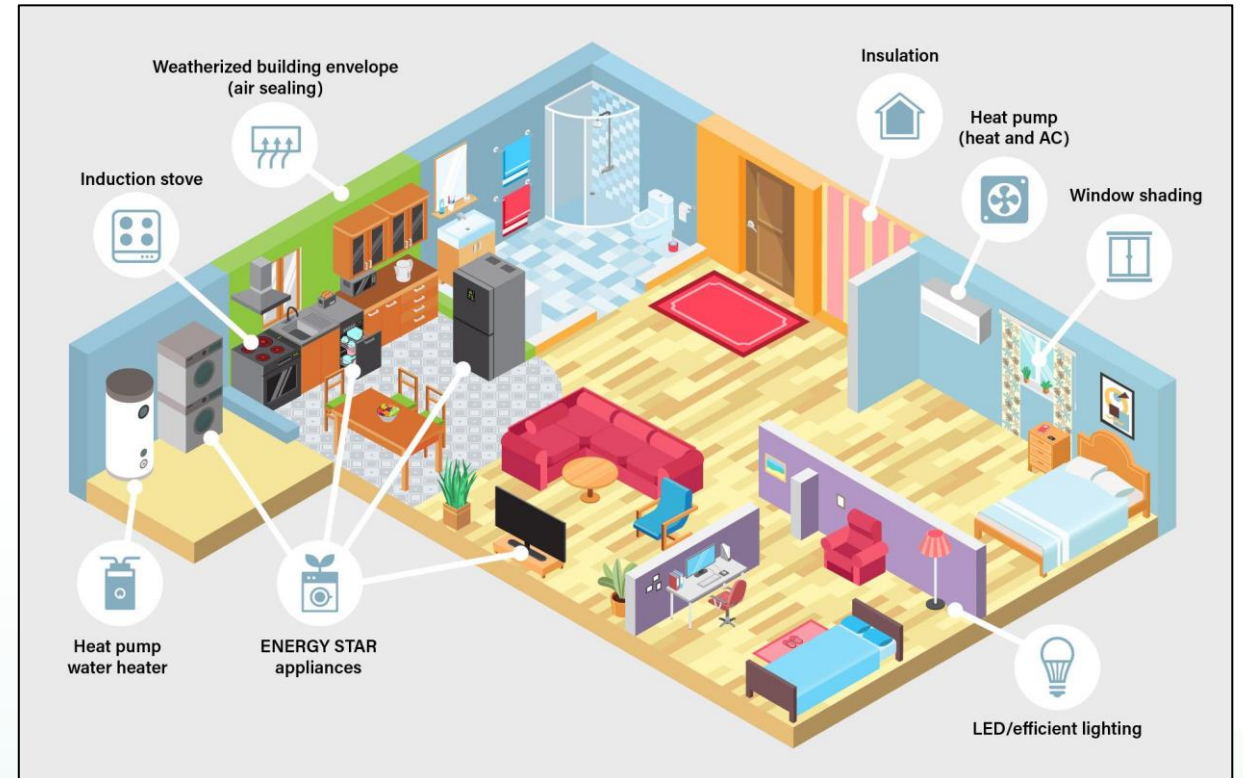 Weatherized building envelope
(air sealing)
Insulation
Heat pump
(heat and AC)
Induction stove
Window shading
Heat pump
water heater
ENERGY STAR
appliances
LED/efficient lighting